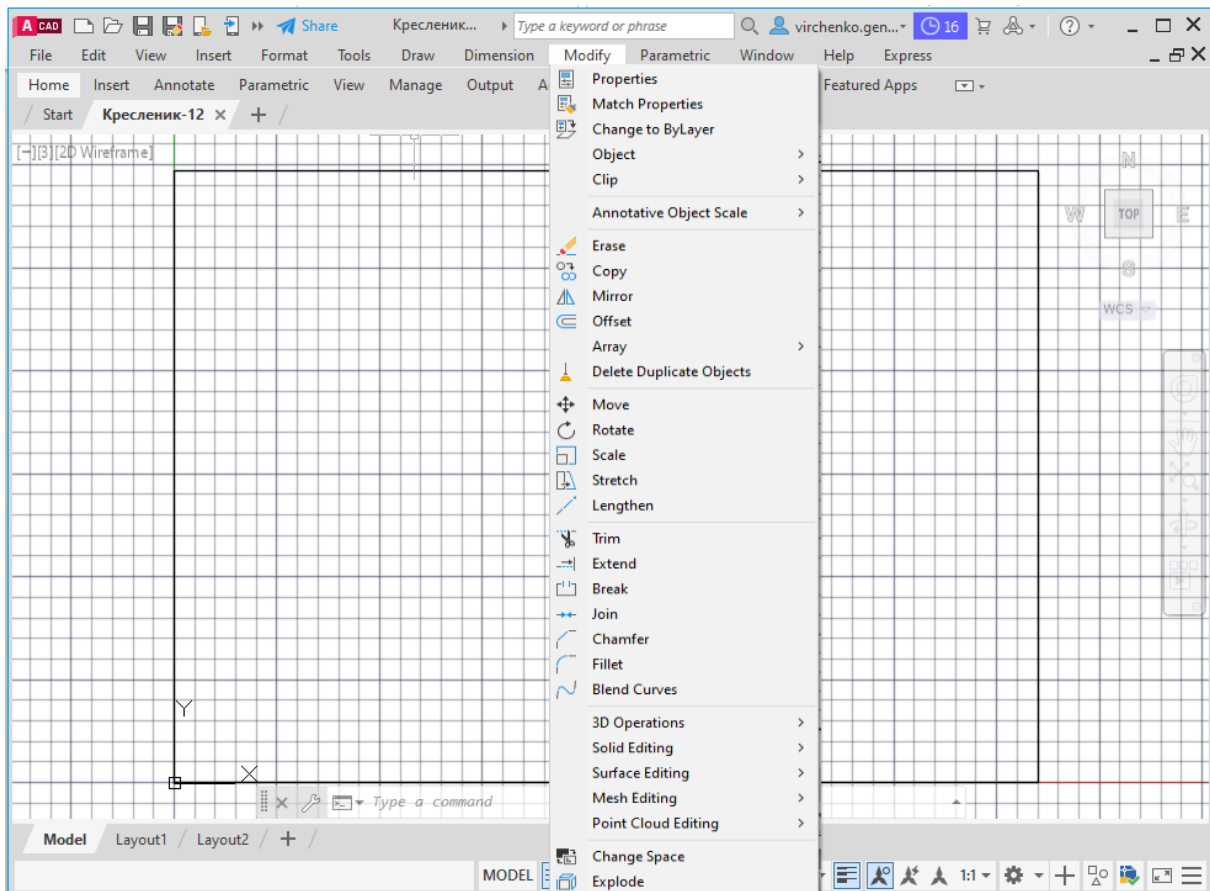 A CAD Share Кресленик... Type a keyword or phrase virchenko.gen... 16
File Edit View Insert Format Tools Draw Dimension Modify Parametric Window Help Express
Home Insert Annotate Parametric View Manage Output A Featured Apps
Start Кресленик-12
[−][3][2D Wireframe]
Properties
Match Properties
Change to ByLayer
Object
Clip
Annotative Object Scale
Erase
Copy
Mirror
Offset
Array
Delete Duplicate Objects
Move
Rotate
Scale
Stretch
Lengthen
Trim
Extend
Break
Join
Chamfer
Fillet
Blend Curves
3D Operations
Solid Editing
Surface Editing
Mesh Editing
Point Cloud Editing
Change Space
Explode
N
W TOP E
S
WCS
Y
X
Type a command
Model Layout1 Layout2
MODEL 1:1